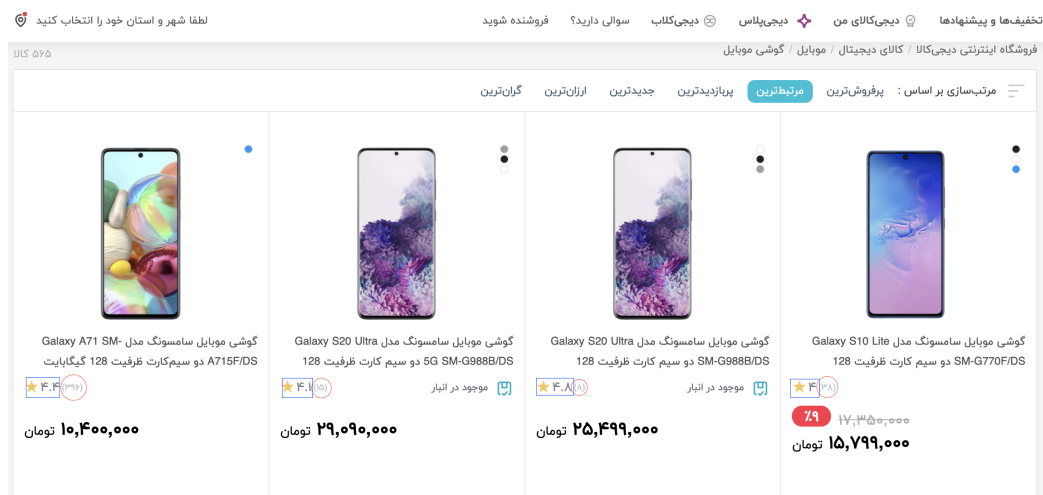 تخفیف‌ها و پیشنهادها دیجی‌کالای من دیجی‌پلاس دیجی‌کلاب سوالی دارید؟ فروشنده شوید لطفا شهر و استان خود را انتخاب کنید
فروشگاه اینترنتی دیجی‌کالا / کالای دیجیتال / موبایل / گوشی موبایل
۵۶۵ کالا
مرتب‌سازی بر اساس : پرفروش‌ترین مرتبط‌ترین پربازدیدترین جدیدترین ارزان‌ترین گران‌ترین
گوشی موبایل سامسونگ مدل Galaxy S10 Lite
SM-G770F/DS دو سیم کارت ظرفیت 128
۴ (۳۸)
۱۷,۳۵۰,۰۰۰ ٪۹
۱۵,۷۹۹,۰۰۰ تومان
گوشی موبایل سامسونگ مدل Galaxy S20 Ultra
SM-G988B/DS دو سیم کارت ظرفیت 128
موجود در انبار
۴.۸ (۸)
۲۵,۴۹۹,۰۰۰ تومان
گوشی موبایل سامسونگ مدل Galaxy S20 Ultra
5G SM-G988B/DS دو سیم کارت ظرفیت 128
موجود در انبار
۴.۱ (۱۵)
۲۹,۰۹۰,۰۰۰ تومان
گوشی موبایل سامسونگ مدل Galaxy A71 SM-
A715F/DS دو سیم‌کارت ظرفیت 128 گیگابایت
۴.۴ (۳۹۶)
۱۰,۴۰۰,۰۰۰ تومان